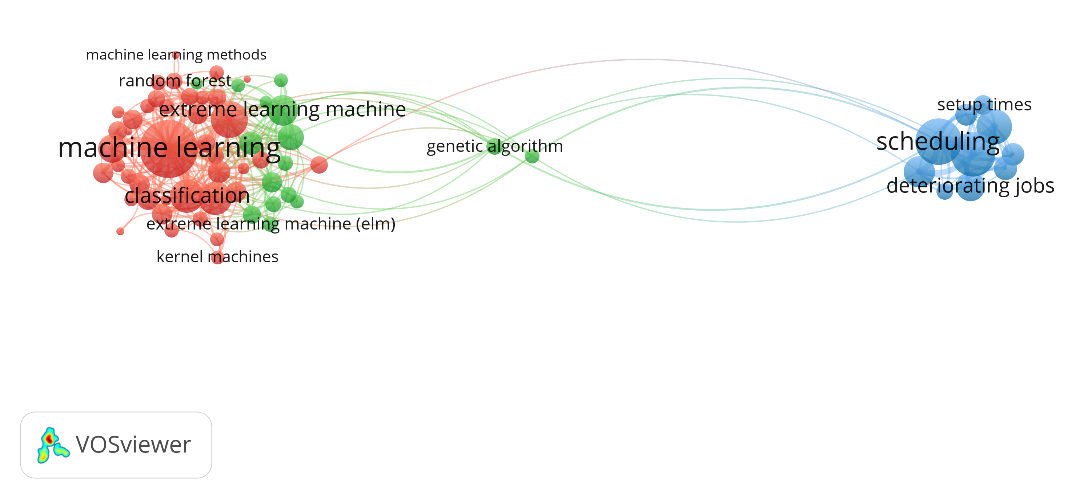 machine learning methods
random forest
extreme learning machine
machine learning
classification
extreme learning machine (elm)
kernel machines
genetic algorithm
setup times
scheduling
deteriorating jobs
VOSviewer